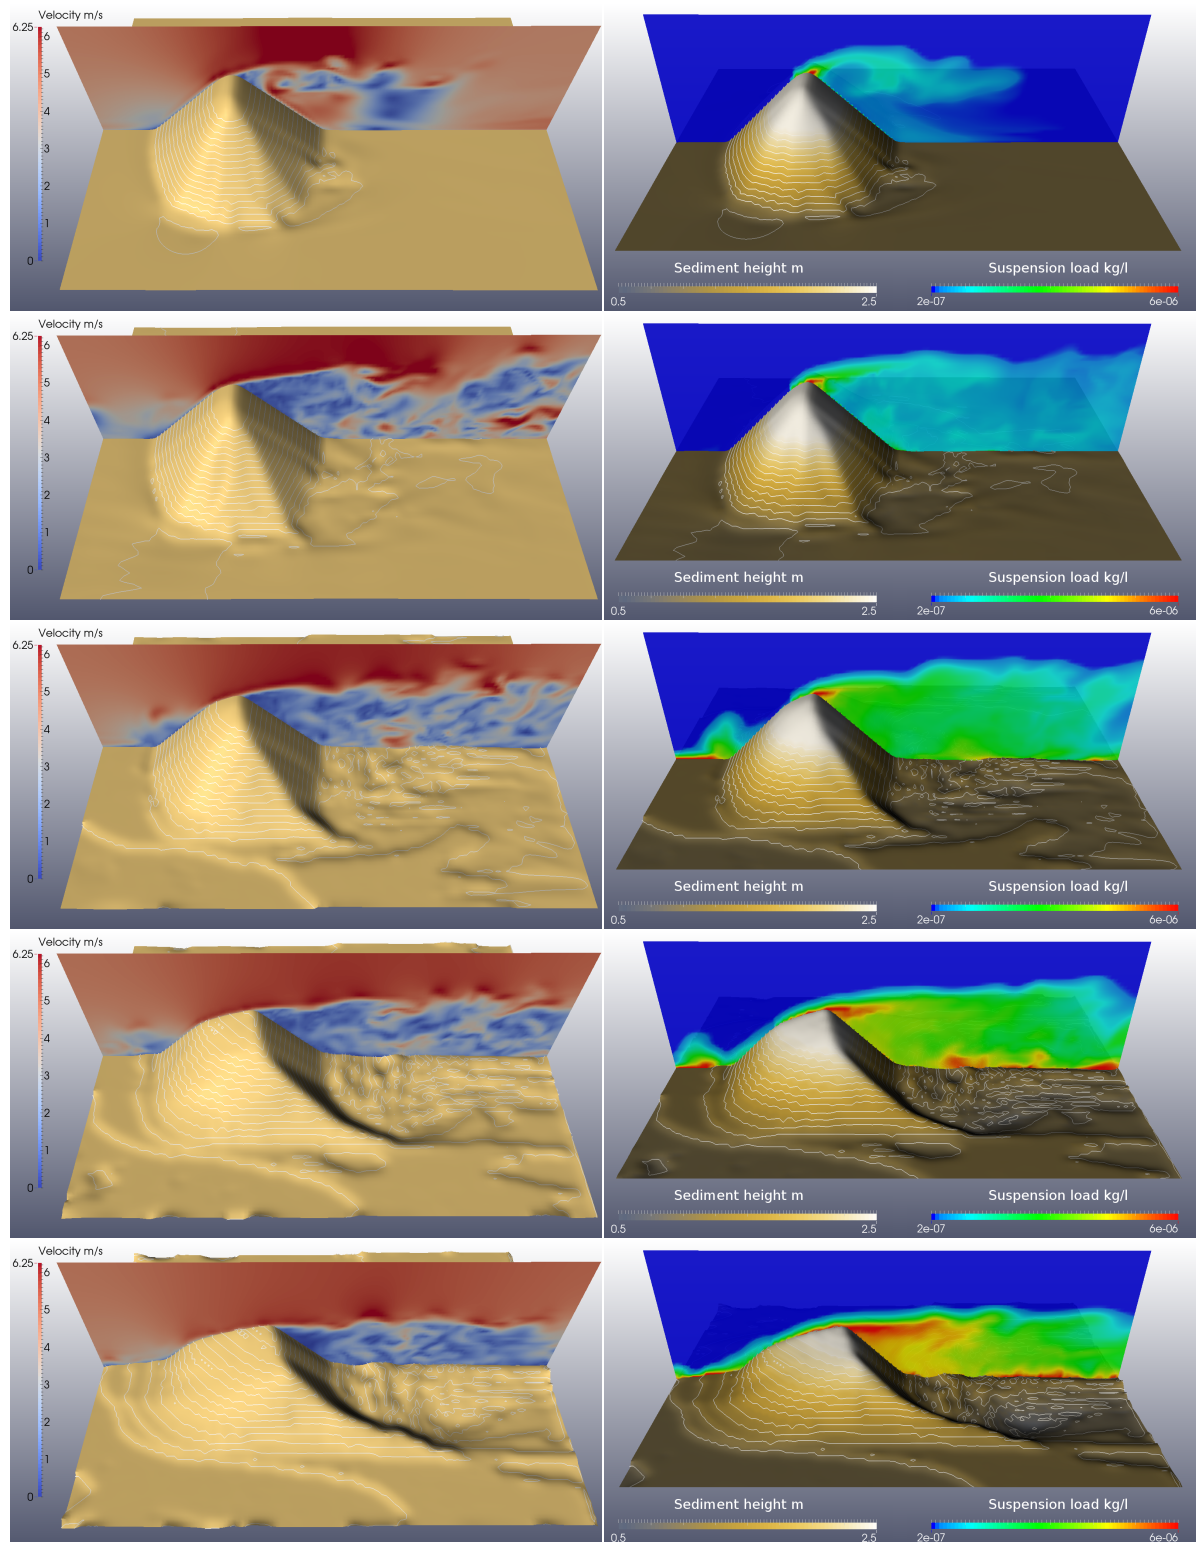 Velocity m/s
6.25
6
5
4
3
2
1
0
Sediment height m
Suspension load kg/l
0.5
2.5
2e-07
6e-06
Velocity m/s
6.25
6
5
4
3
2
1
0
Sediment height m
Suspension load kg/l
0.5
2.5
2e-07
6e-06
Velocity m/s
6.25
6
5
4
3
2
1
0
Sediment height m
Suspension load kg/l
0.5
2.5
2e-07
6e-06
Velocity m/s
6.25
6
5
4
3
2
1
0
Sediment height m
Suspension load kg/l
0.5
2.5
2e-07
6e-06
Velocity m/s
6.25
6
5
4
3
2
1
0
Sediment height m
Suspension load kg/l
0.5
2.5
2e-07
6e-06